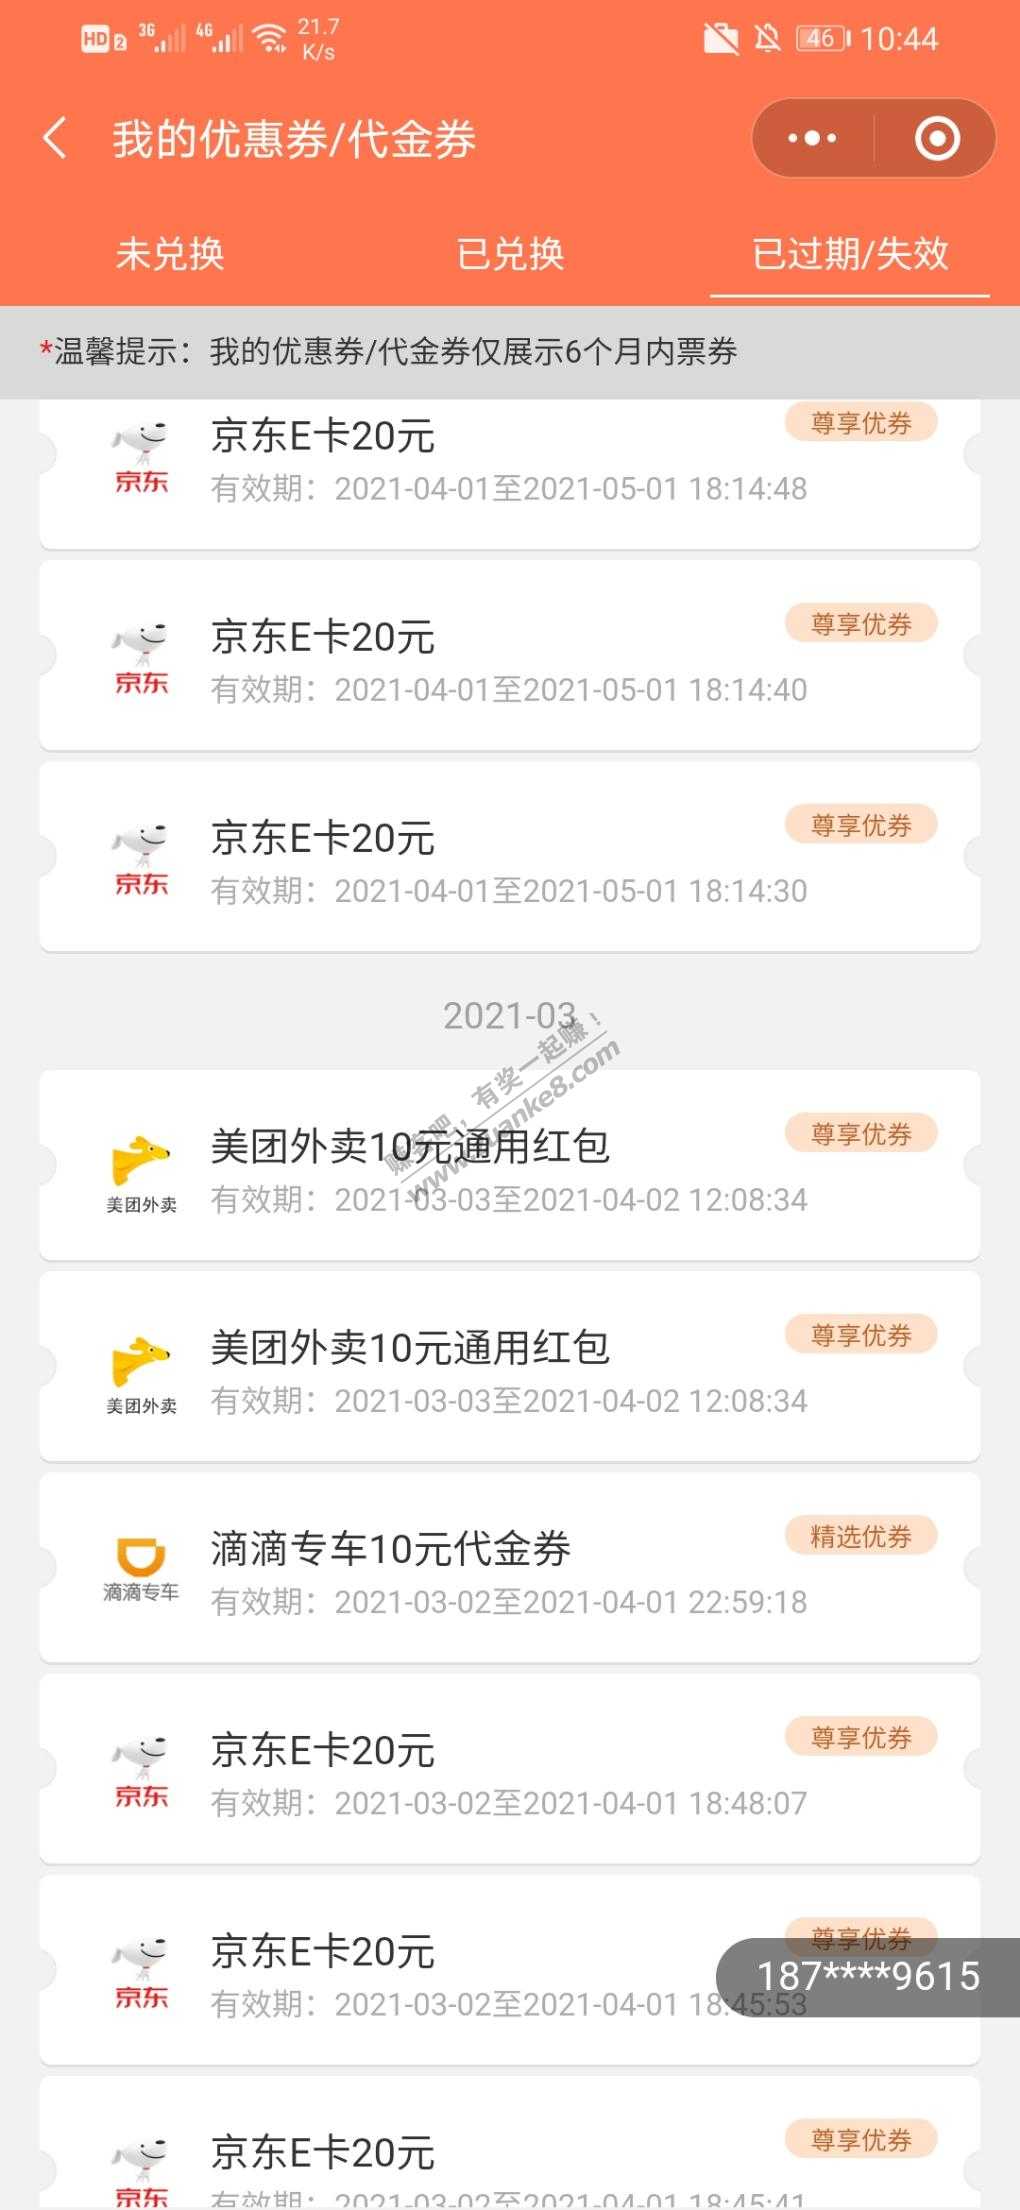 HD 2 3G 4G 21.7 K/s 46 10:44
我的优惠券/代金券
未兑换 已兑换 已过期/失效
*温馨提示：我的优惠券/代金券仅展示6个月内票券
京东E卡20元 尊享优券
京东 有效期：2021-04-01至2021-05-01 18:14:48
京东E卡20元 尊享优券
京东 有效期：2021-04-01至2021-05-01 18:14:40
京东E卡20元 尊享优券
京东 有效期：2021-04-01至2021-05-01 18:14:30
2021-03
赚客吧，有奖一起赚！
www.zuanke8.com
美团外卖10元通用红包 尊享优券
美团外卖 有效期：2021-03-03至2021-04-02 12:08:34
美团外卖10元通用红包 尊享优券
美团外卖 有效期：2021-03-03至2021-04-02 12:08:34
滴滴专车10元代金券 精选优券
滴滴专车 有效期：2021-03-02至2021-04-01 22:59:18
京东E卡20元 尊享优券
京东 有效期：2021-03-02至2021-04-01 18:48:07
京东E卡20元 尊享优券
187****9615
京东 有效期：2021-03-02至2021-04-01 18:45:53
京东E卡20元 尊享优券
京东 有效期：2021-03-02至2021-04-01 18:45:41